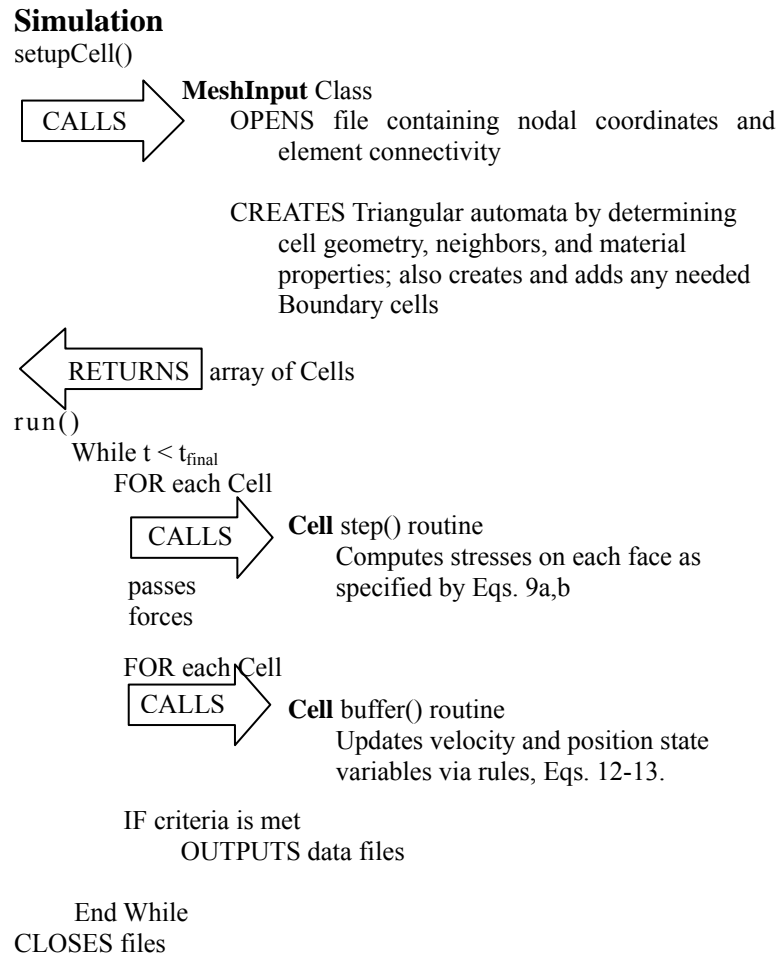 Simulation
setupCell()
MeshInput Class
CALLS
OPENS file containing nodal coordinates and
element connectivity
CREATES Triangular automata by determining
cell geometry, neighbors, and material
properties; also creates and adds any needed
Boundary cells
RETURNS array of Cells
run()
While t < tfinal
FOR each Cell
CALLS
Cell step() routine
Computes stresses on each face as
specified by Eqs. 9a,b
passes
forces
FOR each Cell
CALLS
Cell buffer() routine
Updates velocity and position state
variables via rules, Eqs. 12-13.
IF criteria is met
OUTPUTS data files
End While
CLOSES files